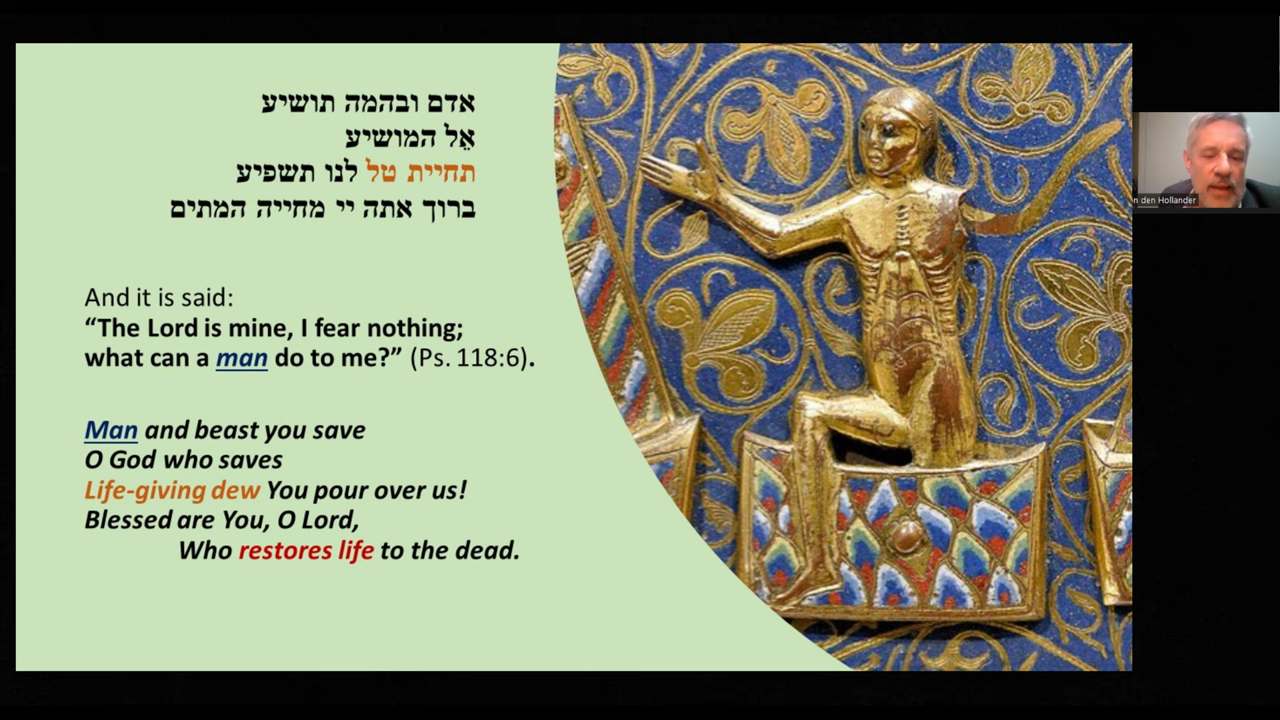 אדם ובהמה תושיע
אֵל המושיע
תחיית טל לנו תשפיע
ברוך אתה יי מחייה המתים
And it is said:
“The Lord is mine, I fear nothing;
what can a man do to me?” (Ps. 118:6).
Man and beast you save
O God who saves
Life-giving dew You pour over us!
Blessed are You, O Lord,
Who restores life to the dead.
n den Hollander